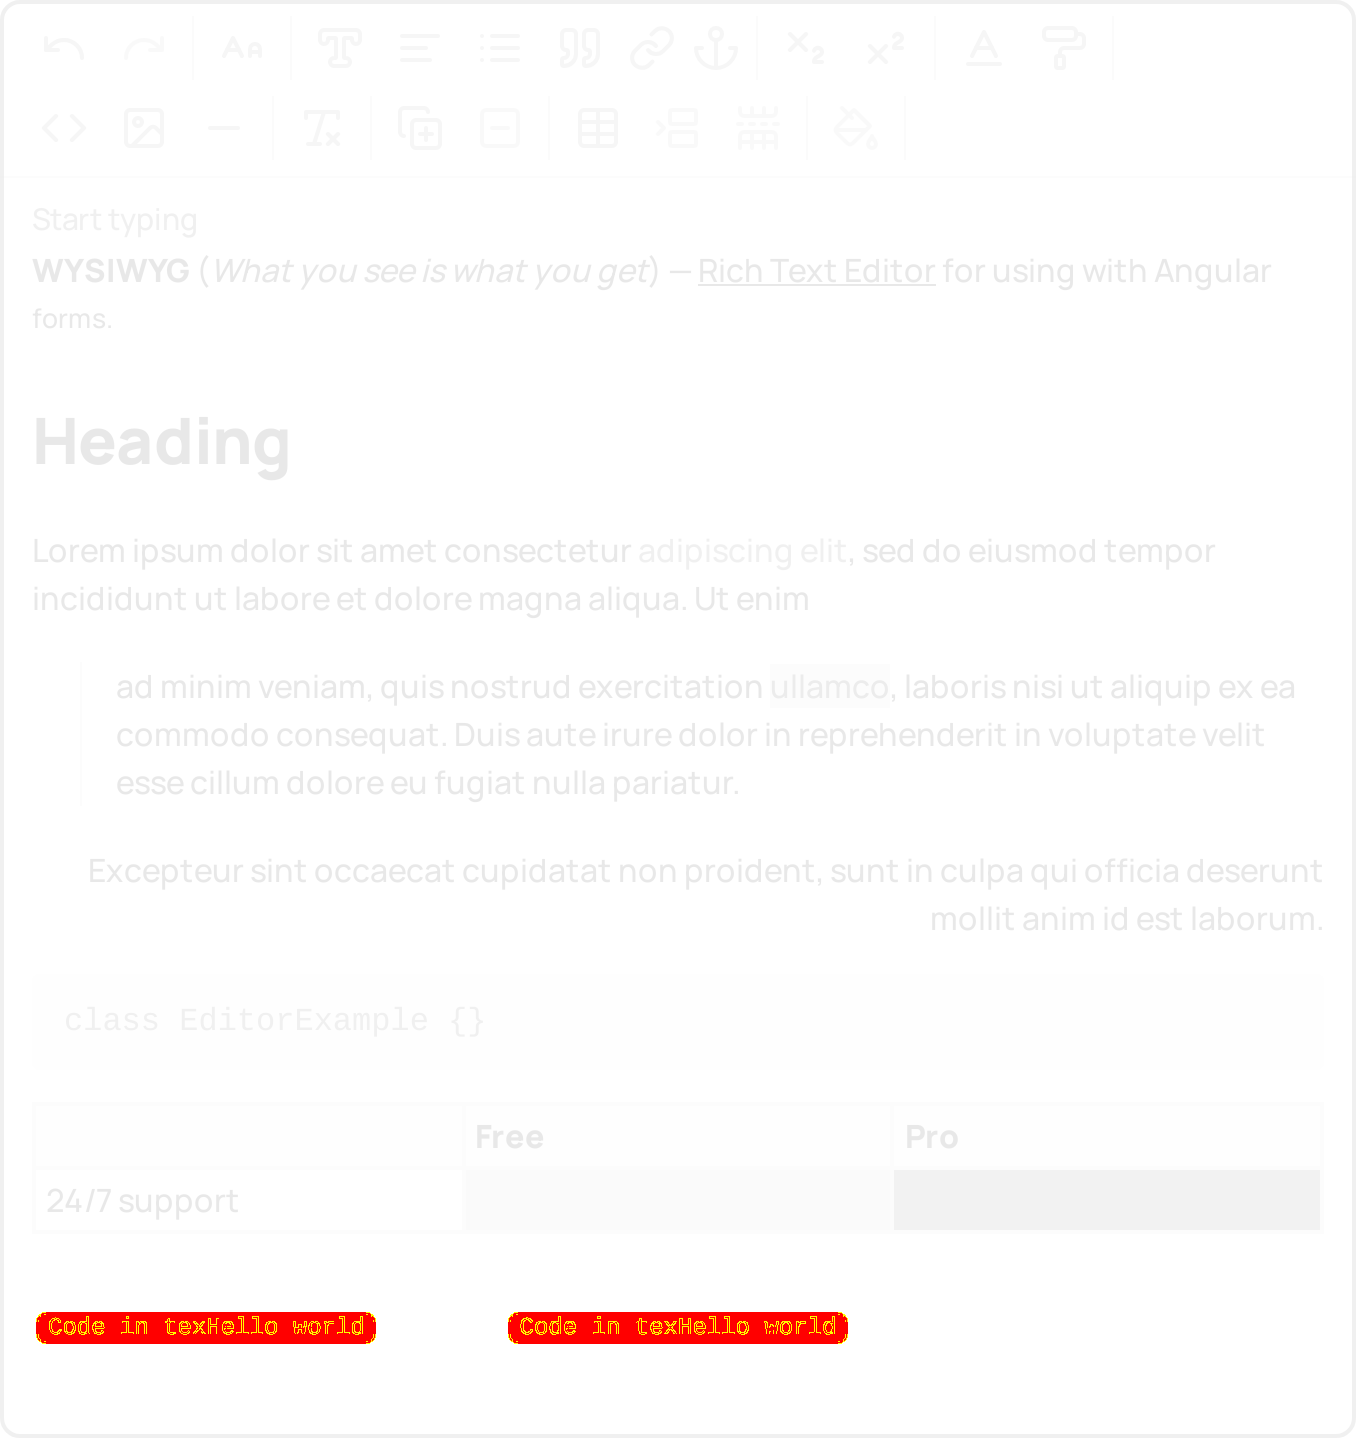 Start typing
WYSIWYG (What you see is what you get) — Rich Text Editor for using with Angular
forms.
Heading
Lorem ipsum dolor sit amet consectetur adipiscing elit, sed do eiusmod tempor
incididunt ut labore et dolore magna aliqua. Ut enim
ad minim veniam, quis nostrud exercitation ullamco, laboris nisi ut aliquip ex ea
commodo consequat. Duis aute irure dolor in reprehenderit in voluptate velit
esse cillum dolore eu fugiat nulla pariatur.
Excepteur sint occaecat cupidatat non proident, sunt in culpa qui officia deserunt
mollit anim id est laborum.
class EditorExample {}
Free Pro
24/7 support
Code in texHello world Code in texHello world